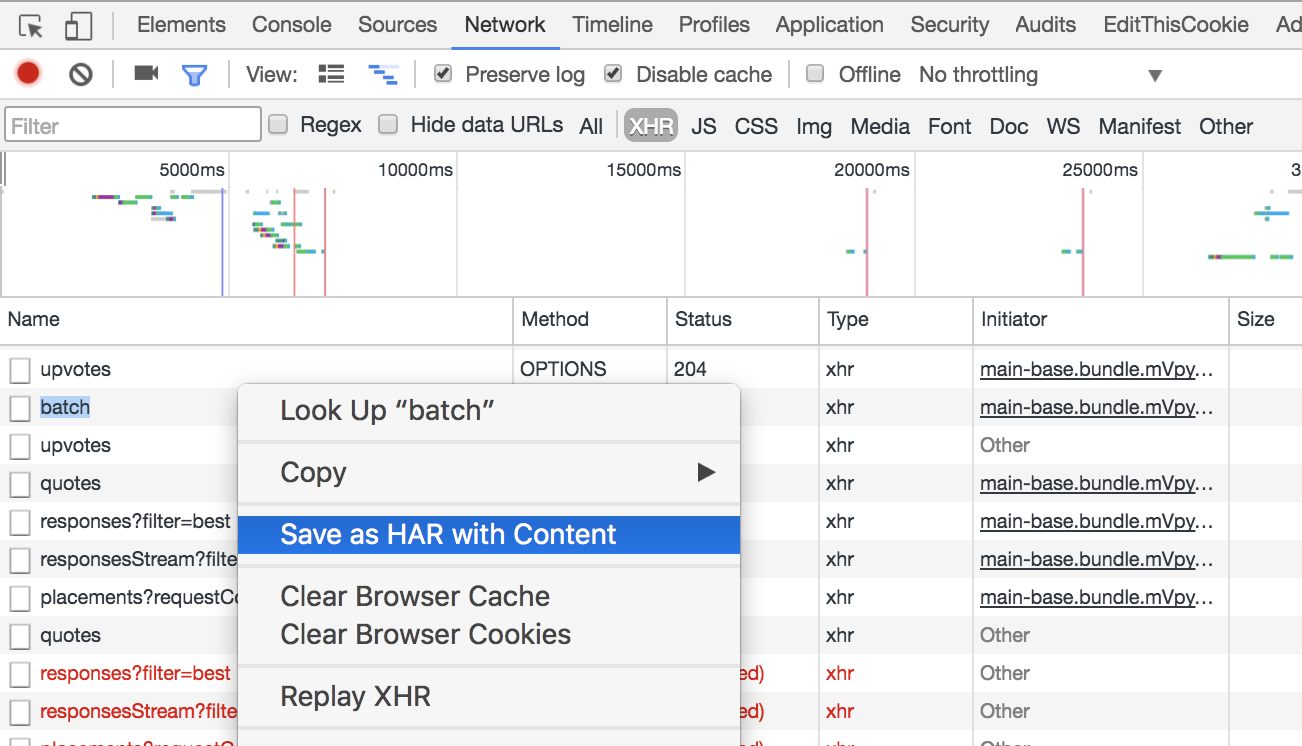 Elements Console Sources Network Timeline Profiles Application Security Audits EditThisCookie Ad
View: Preserve log Disable cache Offline No throttling
Filter Regex Hide data URLs All XHR JS CSS Img Media Font Doc WS Manifest Other
5000ms 10000ms 15000ms 20000ms 25000ms 3
Name Method Status Type Initiator Size
upvotes OPTIONS 204 xhr main-base.bundle.mVpy...
batch xhr main-base.bundle.mVpy...
Look Up “batch”
upvotes xhr Other
Copy
quotes xhr main-base.bundle.mVpy...
responses?filter=best xhr main-base.bundle.mVpy...
Save as HAR with Content
responsesStream?filte xhr main-base.bundle.mVpy...
placements?requestCo xhr main-base.bundle.mVpy...
Clear Browser Cache
quotes xhr Other
Clear Browser Cookies
responses?filter=best ed) xhr Other
Replay XHR
responsesStream?filte ed) xhr Other